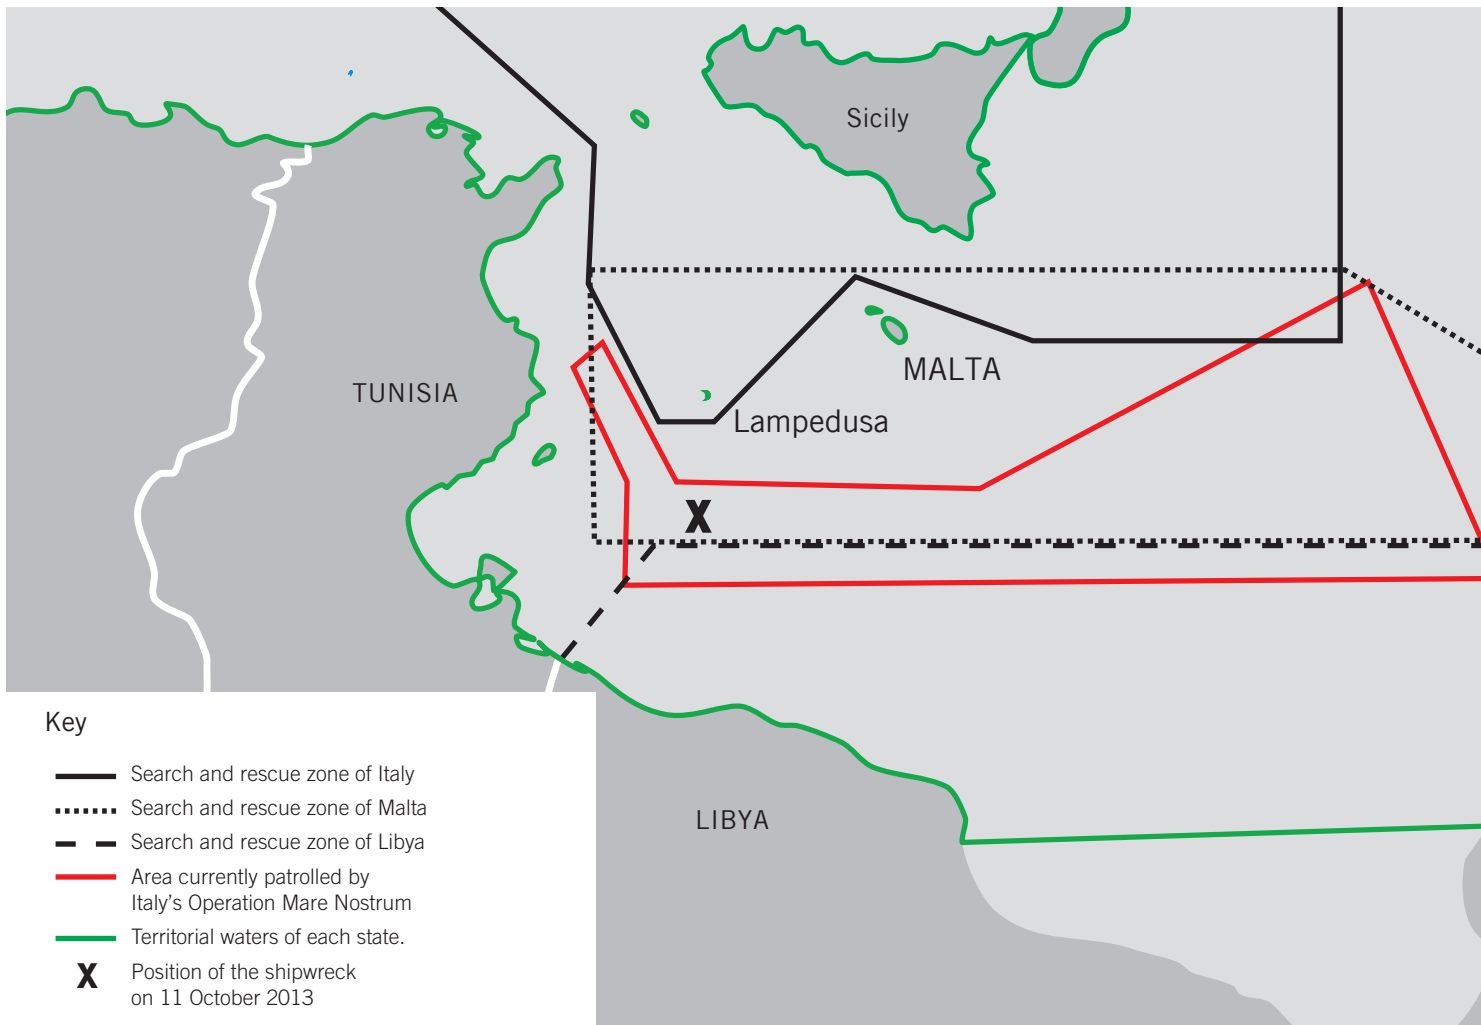 Sicily
MALTA
TUNISIA
Lampedusa
X
LIBYA
Key
Search and rescue zone of Italy
Search and rescue zone of Malta
Search and rescue zone of Libya
Area currently patrolled by
Italy’s Operation Mare Nostrum
Territorial waters of each state.
X
Position of the shipwreck
on 11 October 2013